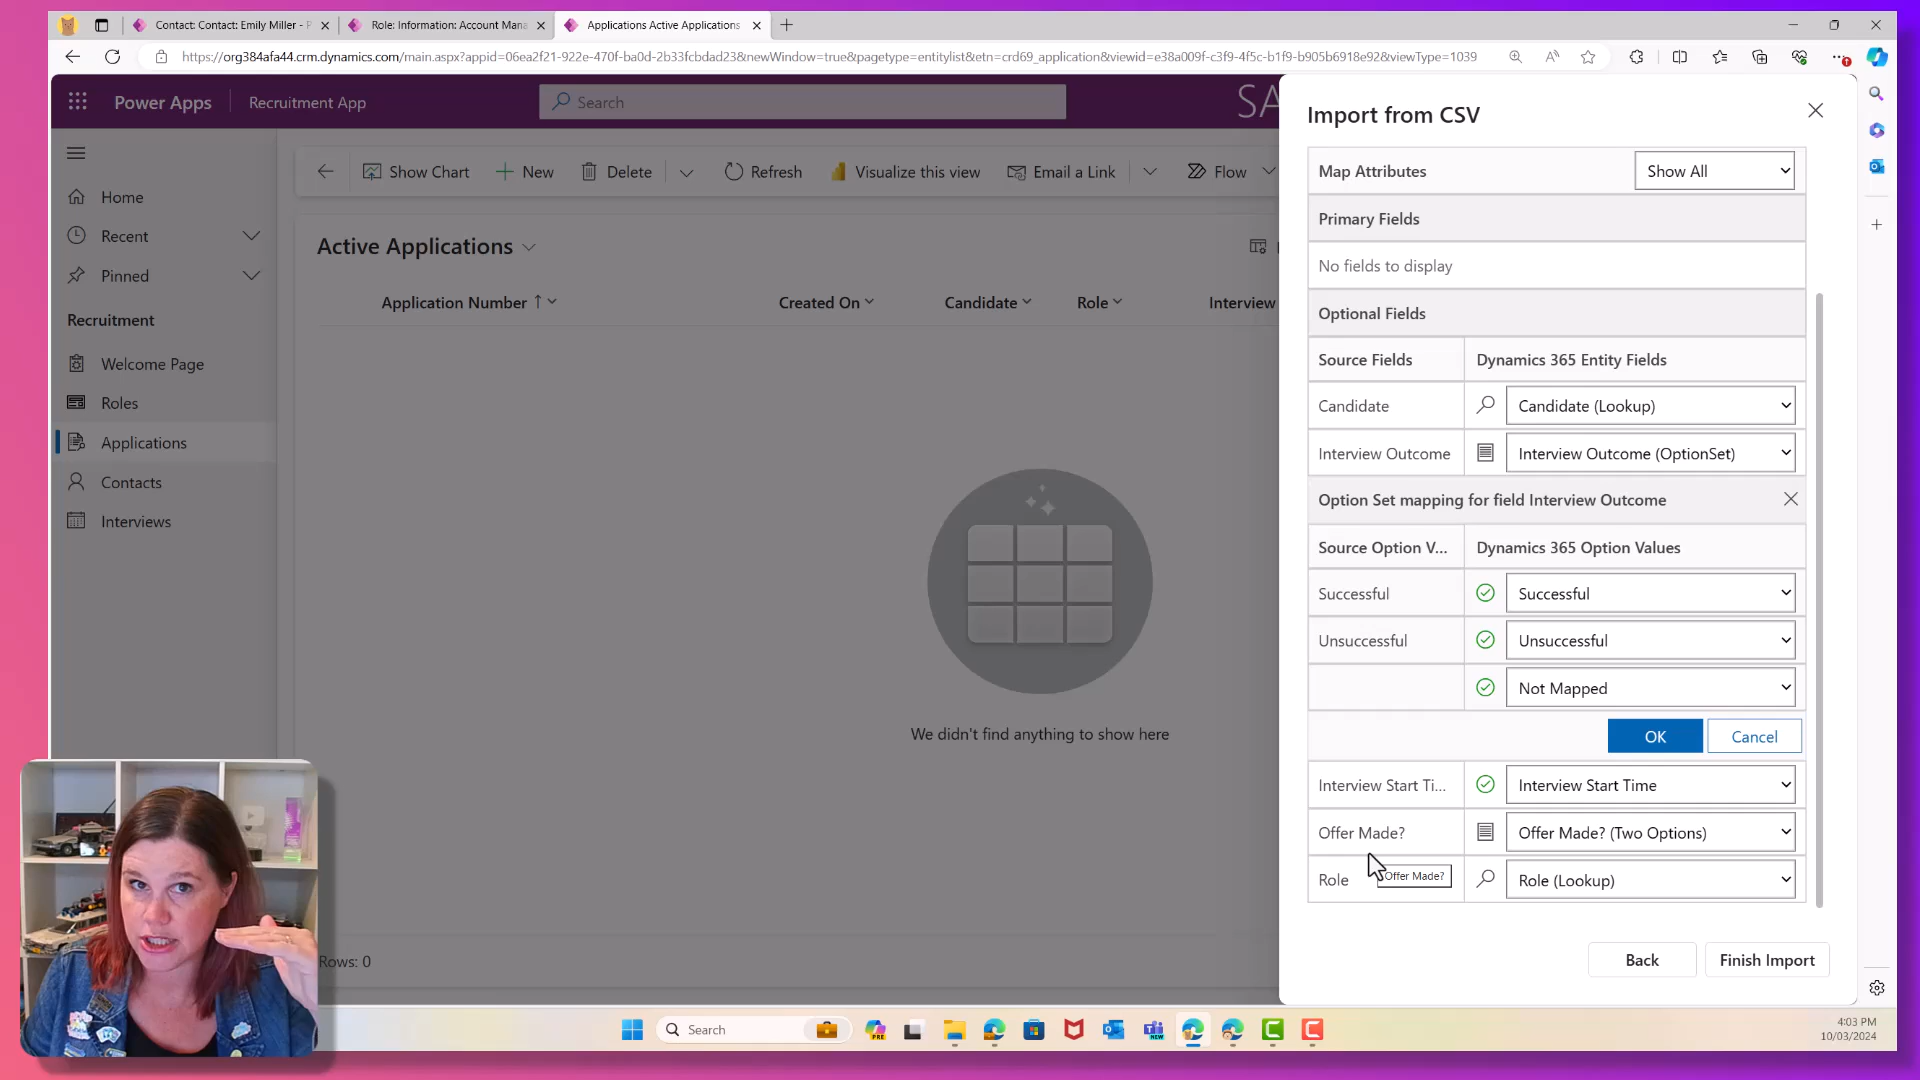 Contact: Contact: Emily Miller - P
Role: Information: Account Mana
Applications Active Applications
https://org384afa44.crm.dynamics.com/main.aspx?appid=06ea2f21-922e-470f-ba0d-2b33fcbdad23&newWindow=true&pagetype=entitylist&etn=crd69_application&viewid=e38a009f-c3f9-4f5c-b1f9-b905b6918e92&viewType=1039
Power Apps
Recruitment App
Search
SA
Import from CSV
Home
Recent
Pinned
Recruitment
Welcome Page
Roles
Applications
Contacts
Interviews
Show Chart
New
Delete
Refresh
Visualize this view
Email a Link
Flow
Active Applications
Application Number
Created On
Candidate
Role
Interview
We didn't find anything to show here
Rows: 0
Map Attributes
Show All
Primary Fields
No fields to display
Optional Fields
Source Fields
Dynamics 365 Entity Fields
Candidate
Candidate (Lookup)
Interview Outcome
Interview Outcome (OptionSet)
Option Set mapping for field Interview Outcome
Source Option V...
Dynamics 365 Option Values
Successful
Successful
Unsuccessful
Unsuccessful
Not Mapped
OK
Cancel
Interview Start Ti...
Interview Start Time
Offer Made?
Offer Made? (Two Options)
Offer Made?
Role
Role (Lookup)
Back
Finish Import
Search
PRE
NEW
4:03 PM
10/03/2024